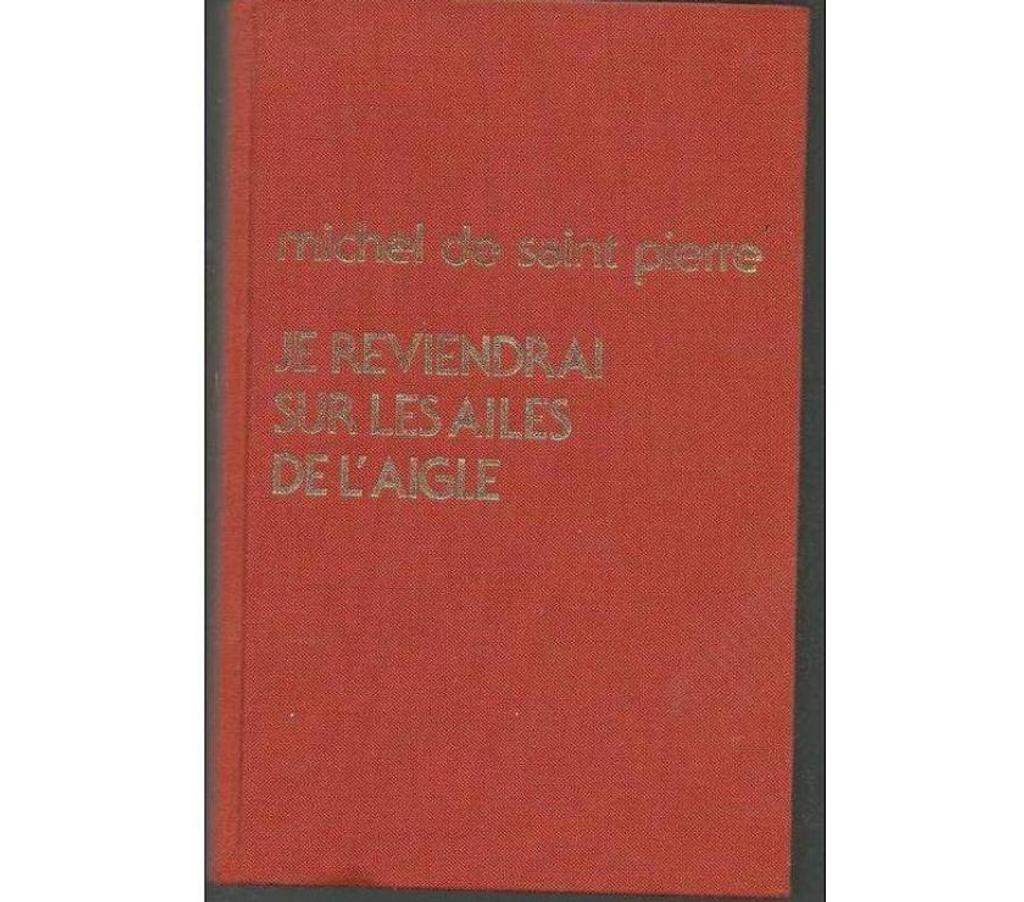 michel de saint pierre
JE REVIENDRAI
SUR LES AILES
DE L'AIGLE